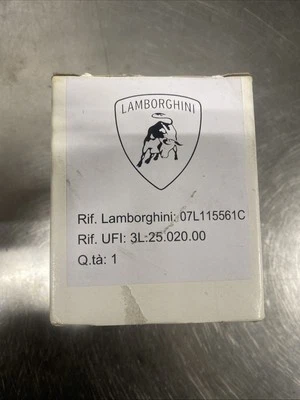 LAMBORGHINI
Rif. Lamborghini: 07L115561C
Rif. UFI: 3L:25.020.00
Q.tà: 1